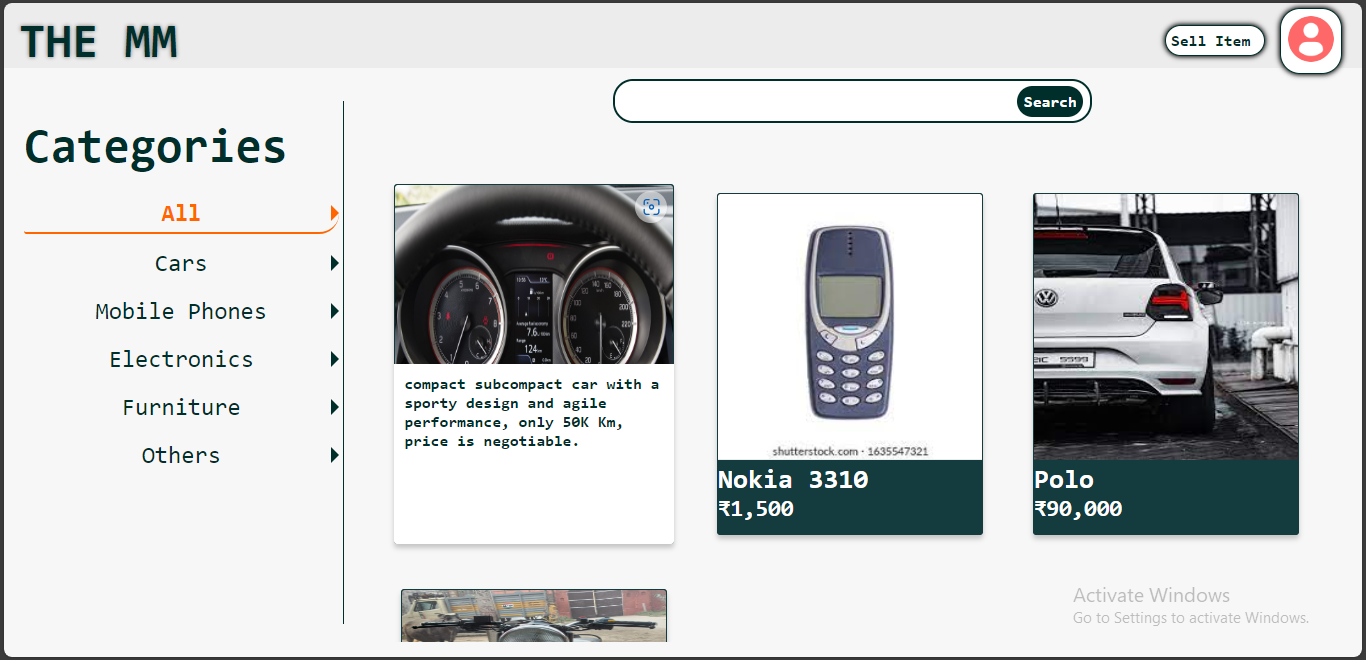 THE MM
Sell Item
Search
Categories
All
Cars
Mobile Phones
Electronics
Furniture
Others
compact subcompact car with a
sporty design and agile
performance, only 50K Km,
price is negotiable.
shutterstock.com · 1635547321
Nokia 3310
₹1,500
Polo
₹90,000
Activate Windows
Go to Settings to activate Windows.